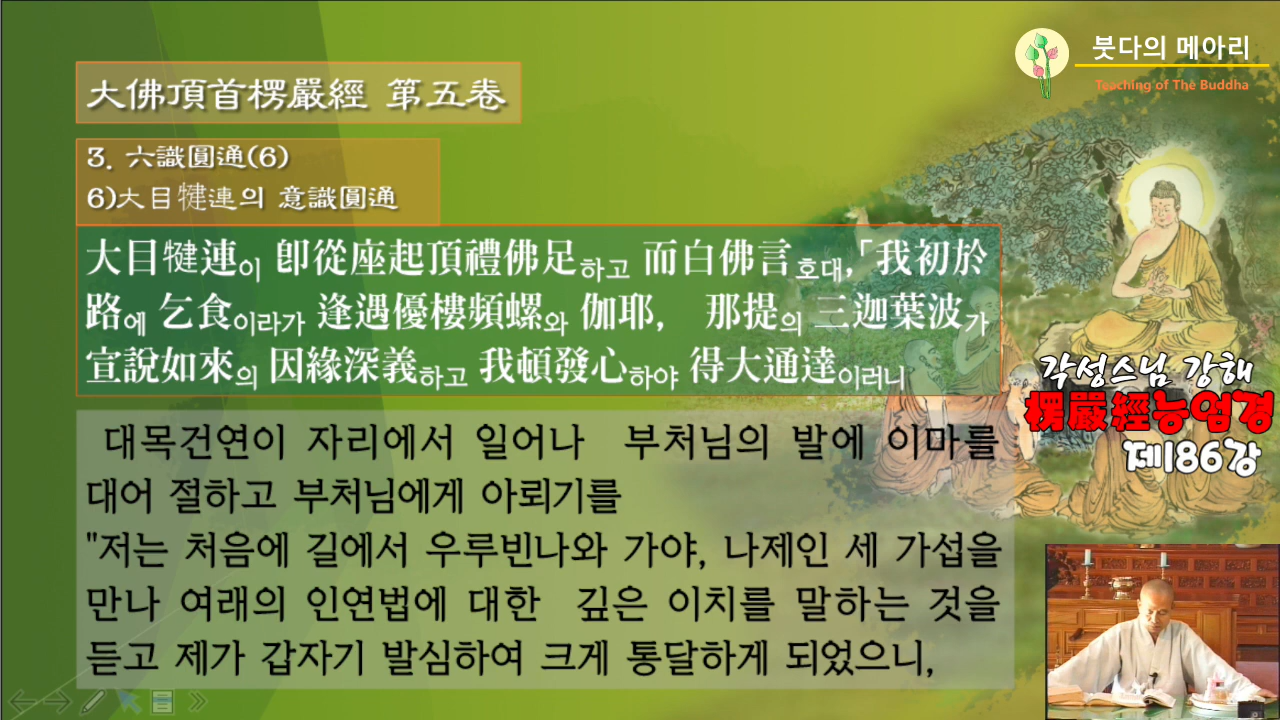 붓다의 메아리
Teaching of The Buddha
大佛頂首楞嚴經 第五卷
3. 六識圓通(6)
6)大目犍連의 意識圓通
大目犍連이 卽從座起頂禮佛足하고 而白佛言호대,「我初於
路에 乞食이라가 逢遇優樓頻螺와 伽耶, 那提의 三迦葉波가
宣說如來의 因緣深義하고 我頓發心하야 得大通達이러니
대목건연이 자리에서 일어나 부처님의 발에 이마를
대어 절하고 부처님에게 아뢰기를
"저는 처음에 길에서 우루빈나와 가야, 나제인 세 가섭을
만나 여래의 인연법에 대한 깊은 이치를 말하는 것을
듣고 제가 갑자기 발심하여 크게 통달하게 되었으니,
각성스님 강해
楞嚴經능엄경
제186강